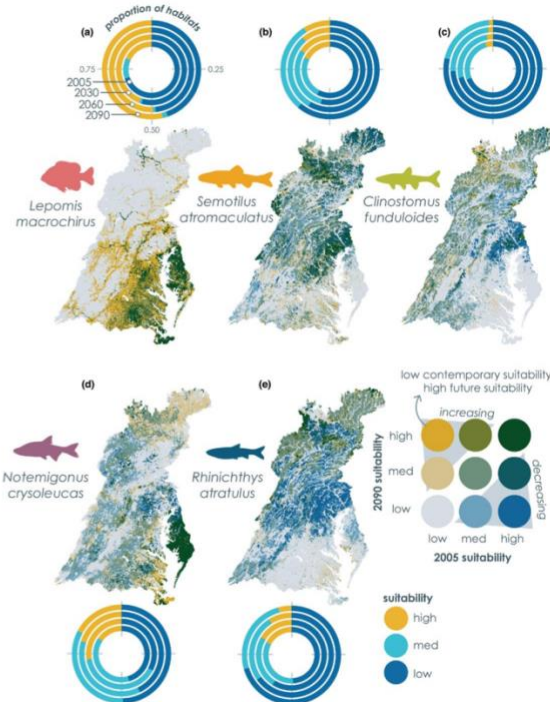 proportion of habitats
(a)
(b)
(c)
0.75
0.25
2005
2030
2060
2090
0.50
Lepomis
macrochirus
Semotilus
atromaculatus
Clinostomus
funduloides
(d)
(e)
Notemigonus
crysoleucas
Rhinichthys
atratulus
low contemporary suitability
high future suitability
increasing
decreasing
high
med
low
2090 suitability
low
med
high
2005 suitability
suitability
high
med
low